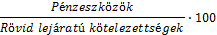 Pénzeszközök
Rövid lejáratú kötelezettségek · 100